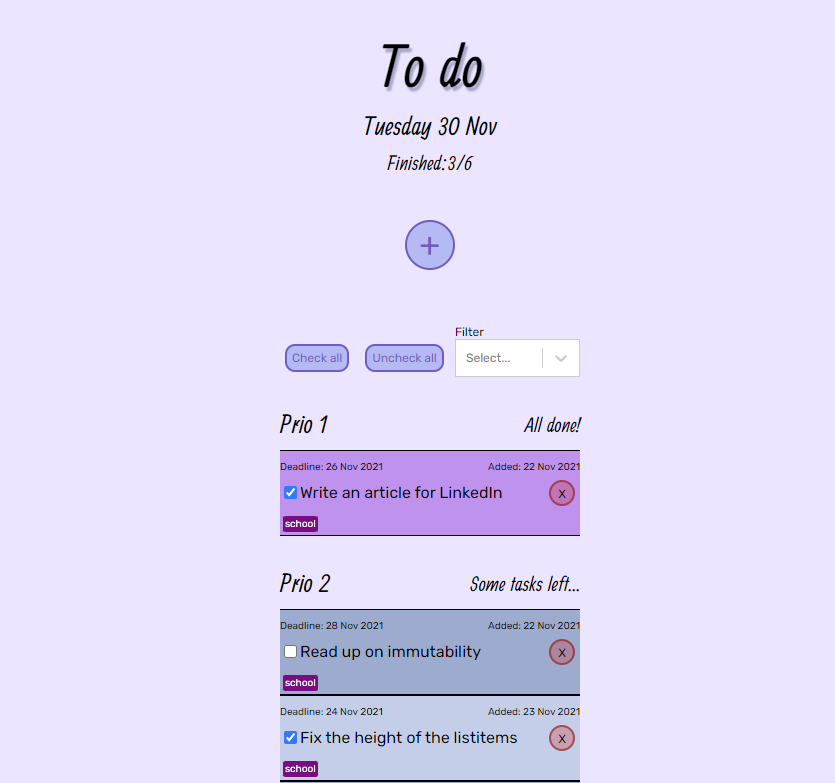 To do
Tuesday 30 Nov
Finished:3/6
+
Filter
Check all Uncheck all Select...
Prio 1 All done!
Deadline: 26 Nov 2021 Added: 22 Nov 2021
Write an article for LinkedIn x
school
Prio 2 Some tasks left...
Deadline: 28 Nov 2021 Added: 22 Nov 2021
Read up on immutability x
school
Deadline: 24 Nov 2021 Added: 23 Nov 2021
Fix the height of the listitems x
school